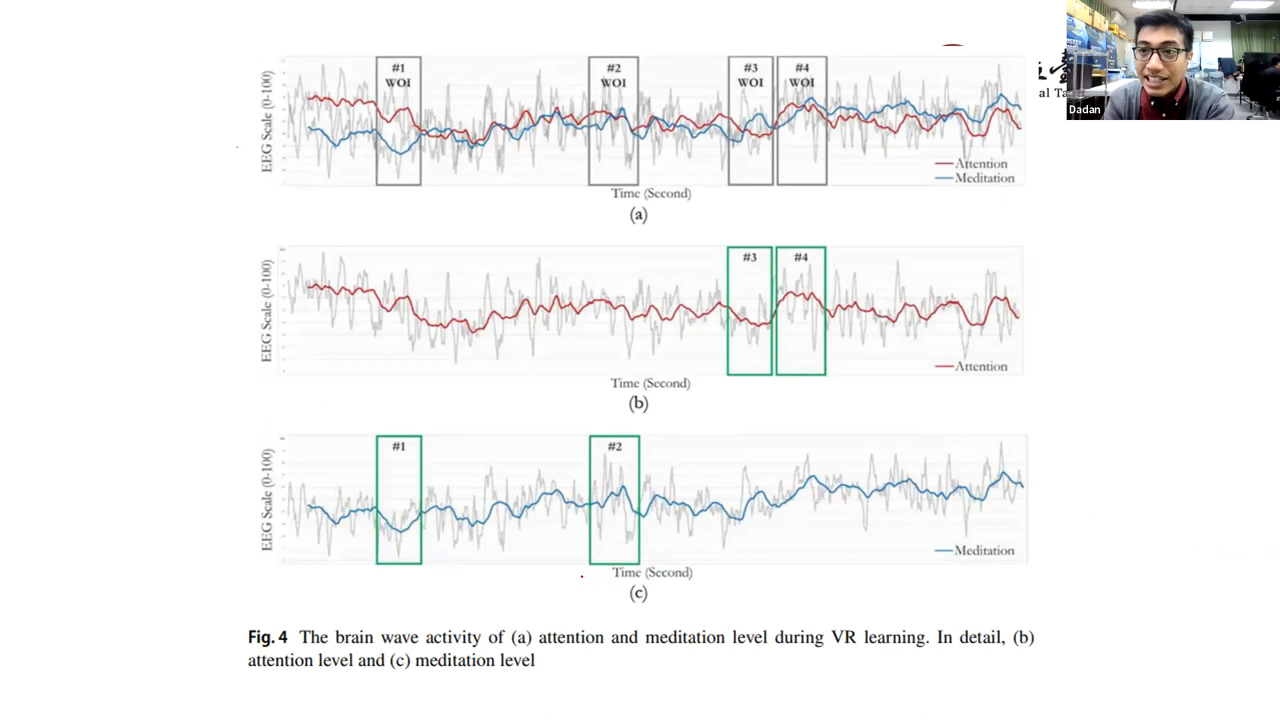 #1
WOI
#2
WOI
#3
WOI
#4
WOI
EEG Scale (0-100)
Attention
Meditation
Time (Second)
(a)
al Ta
Dadan
#3
#4
EEG Scale (0-100)
Attention
Time (Second)
(b)
#1
#2
EEG Scale (0-100)
Meditation
Time (Second)
(c)
Fig. 4 The brain wave activity of (a) attention and meditation level during VR learning. In detail, (b)
attention level and (c) meditation level